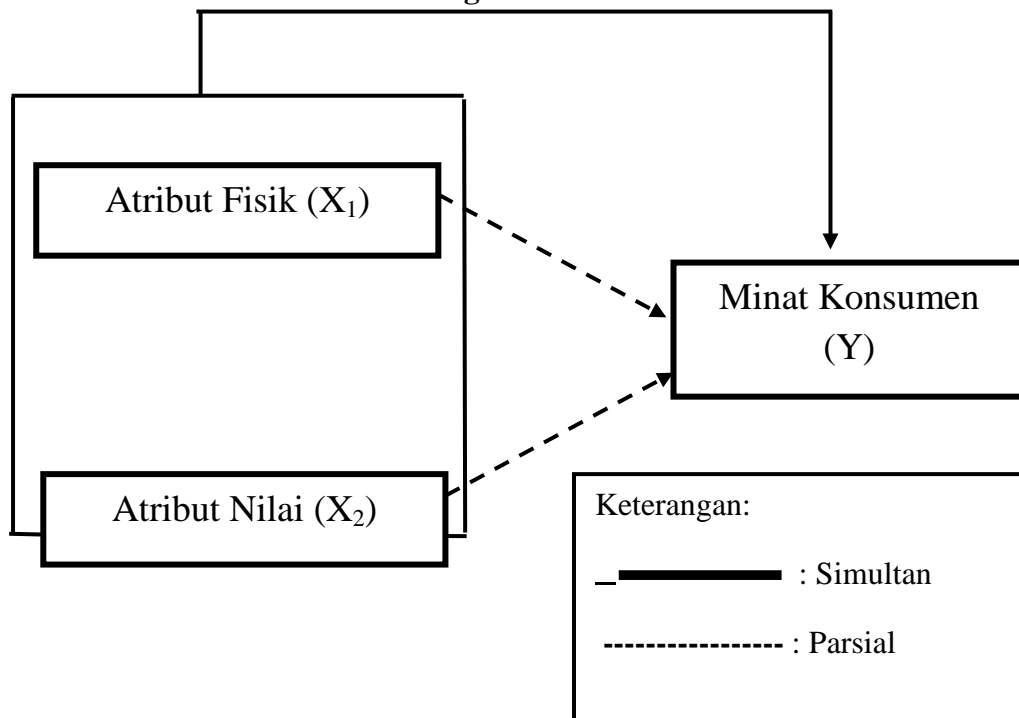 Atribut Fisik (X₁)
Minat Konsumen
(Y)
Atribut Nilai (X₂)
Keterangan:
: Simultan
: Parsial